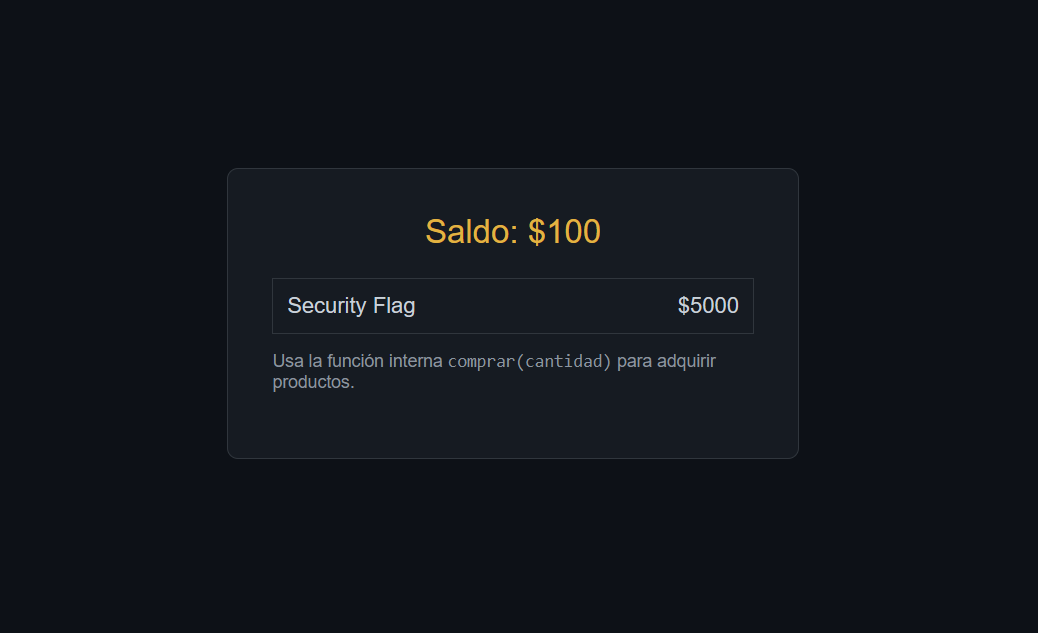 Saldo: $100
Security Flag $5000
Usa la función interna comprar(cantidad) para adquirir
productos.